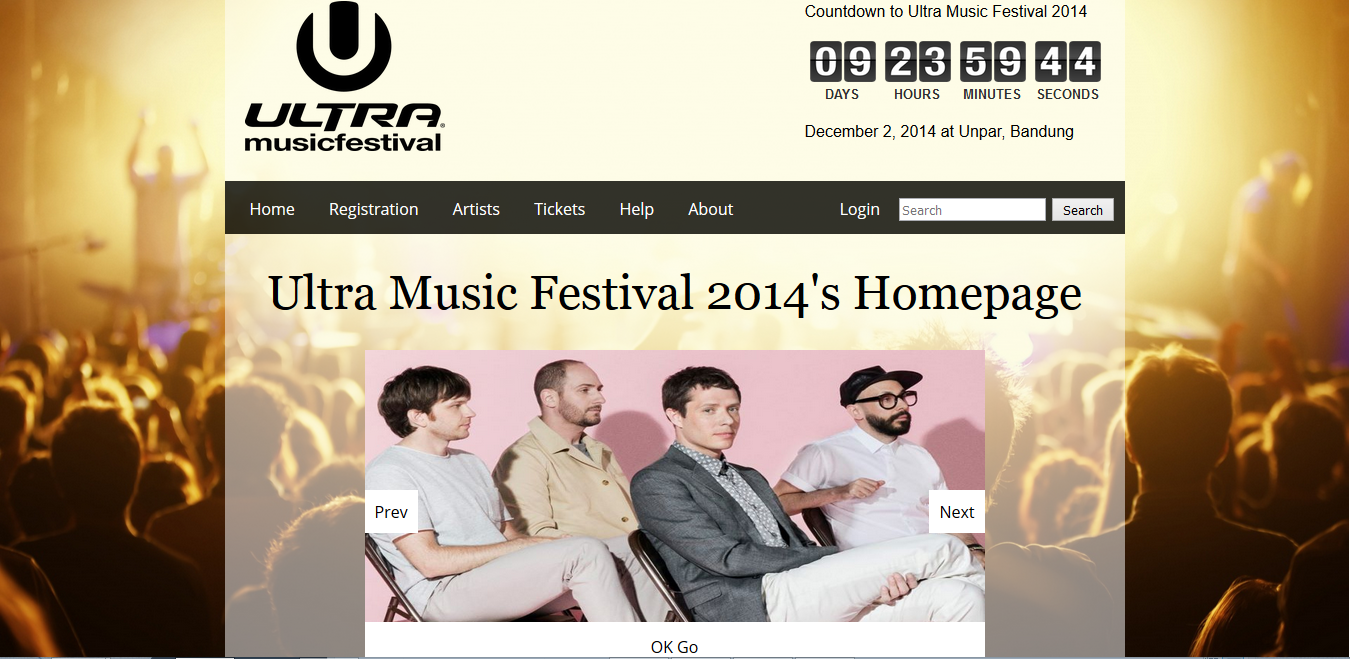 Countdown to Ultra Music Festival 2014
09 23 59 44
DAYS HOURS MINUTES SECONDS
December 2, 2014 at Unpar, Bandung
ULTRA®
musicfestival
Home Registration Artists Tickets Help About Login Search Search
Ultra Music Festival 2014's Homepage
Prev Next
OK Go